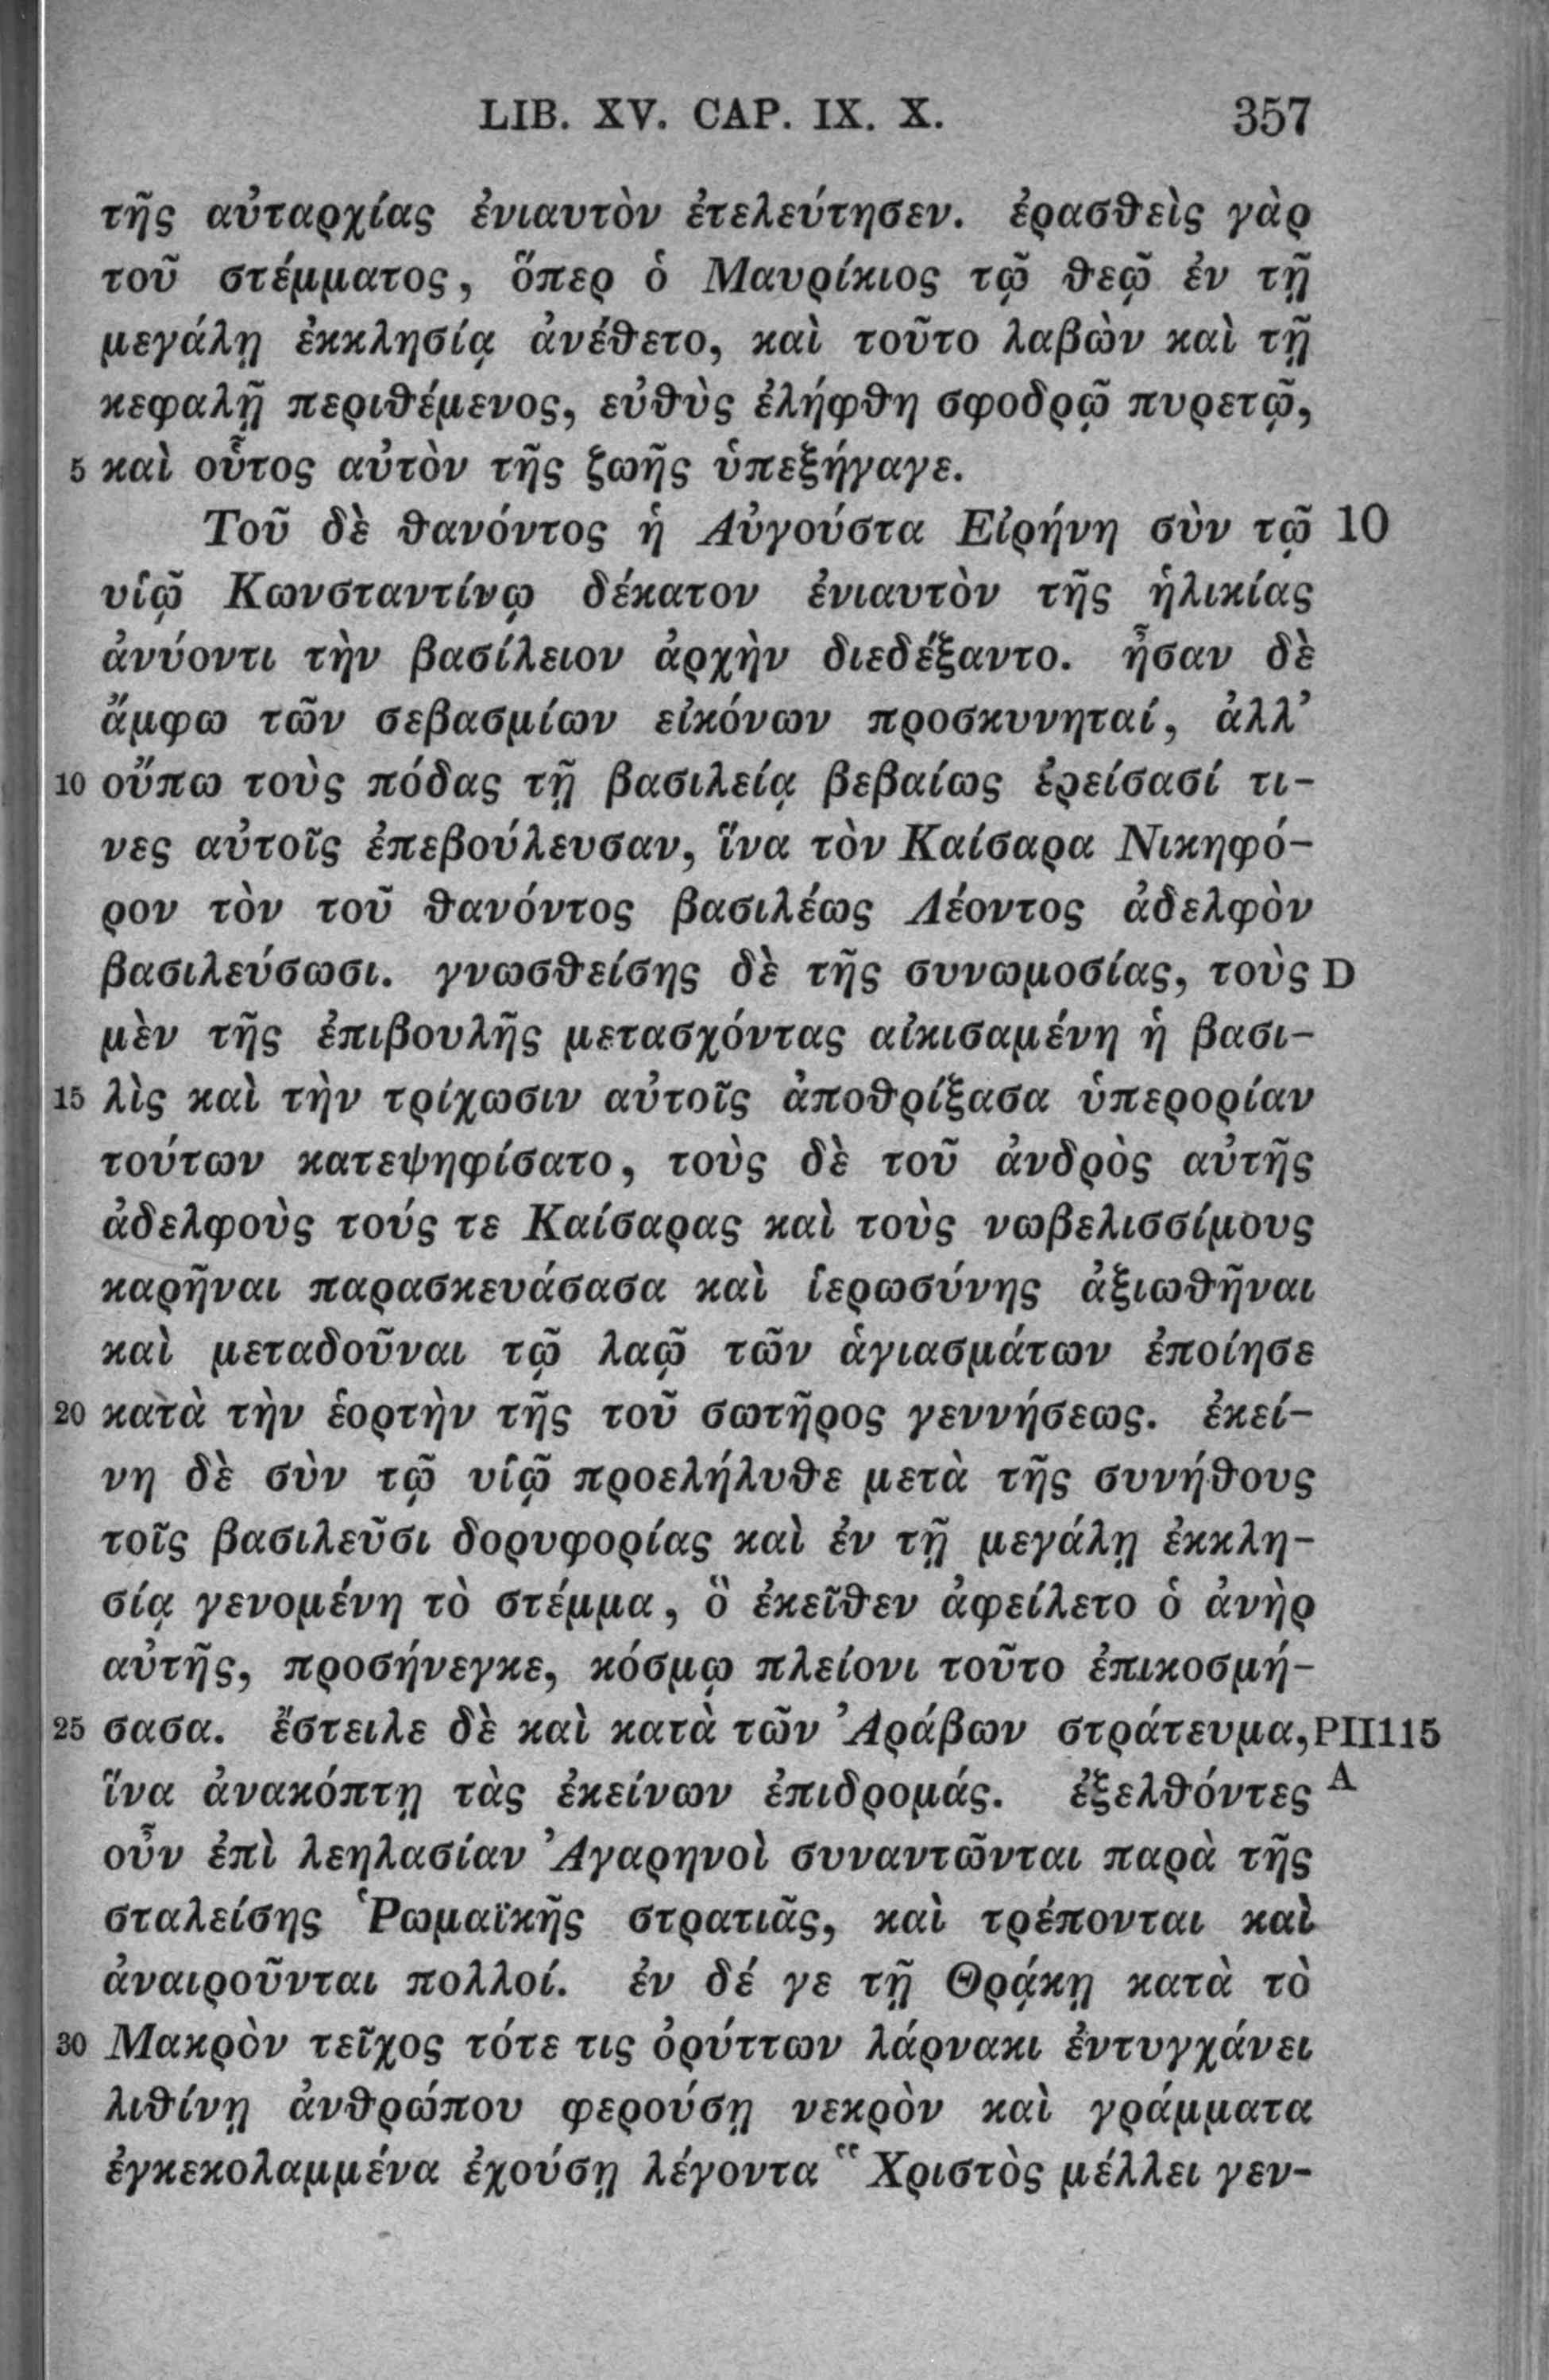 LIB. XV. CAP. IX. X. 357
τῆς αὐταρχίας ἐνιαυτὸν ἐτελεύτησεν. ἐρασθεὶς γὰρ
τοῦ στέμματος, ὅπερ ὁ Μαυρίκιος τῷ θεῷ ἐν τῇ
μεγάλῃ ἐκκλησίᾳ ἀνέθετο, καὶ τοῦτο λαβὼν καὶ τῇ
κεφαλῇ περιθέμενος, εὐθὺς ἐλήφθη σφοδρῷ πυρετῷ,
5 καὶ οὗτος αὐτὸν τῆς ζωῆς ὑπεξήγαγε.
Τοῦ δὲ θανόντος ἡ Αὐγούστα Εἰρήνη σὺν τῷ 10
υἱῷ Κωνσταντίνῳ δέκατον ἐνιαυτὸν τῆς ἡλικίας
ἀνύοντι τὴν βασίλειον ἀρχὴν διεδέξαντο. ἦσαν δὲ
ἄμφω τῶν σεβασμίων εἰκόνων προσκυνηταί, ἀλλ’
10 οὔπω τοὺς πόδας τῇ βασιλείᾳ βεβαίως ἐρείσασί τι-
νες αὐτοῖς ἐπεβούλευσαν, ἵνα τὸν Καίσαρα Νικηφό-
ρον τὸν τοῦ θανόντος βασιλέως Λέοντος ἀδελφὸν
βασιλεύσωσι. γνωσθείσης δὲ τῆς συνωμοσίας, τοὺς D
μὲν τῆς ἐπιβουλῆς μετασχόντας αἰκισαμένη ἡ βασι-
15 λὶς καὶ τὴν τρίχωσιν αὐτοῖς ἀποθρίξασα ὑπερορίαν
τούτων κατεψηφίσατο, τοὺς δὲ τοῦ ἀνδρὸς αὐτῆς
ἀδελφοὺς τούς τε Καίσαρας καὶ τοὺς νωβελισσίμους
καρῆναι παρασκευάσασα καὶ ἱερωσύνης ἀξιωθῆναι
καὶ μεταδοῦναι τῷ λαῷ τῶν ἁγιασμάτων ἐποίησε
20 κατὰ τὴν ἑορτὴν τῆς τοῦ σωτῆρος γεννήσεως. ἐκεί-
νη δὲ σὺν τῷ υἱῷ προελήλυθε μετὰ τῆς συνήθους
τοῖς βασιλεῦσι δορυφορίας καὶ ἐν τῇ μεγάλῃ ἐκκλη-
σίᾳ γενομένη τὸ στέμμα, ὃ ἐκεῖθεν ἀφείλετο ὁ ἀνὴρ
αὐτῆς, προσήνεγκε, κόσμῳ πλείονι τοῦτο ἐπικοσμή-
25 σασα. ἔστειλε δὲ καὶ κατὰ τῶν Ἀράβων στράτευμα, PII115
ἵνα ἀνακόπτῃ τὰς ἐκείνων ἐπιδρομάς. ἐξελθόντες A
οὖν ἐπὶ λεηλασίαν Ἀγαρηνοὶ συναντῶνται παρὰ τῆς
σταλείσης Ῥωμαϊκῆς στρατιᾶς, καὶ τρέπονται καὶ
ἀναιροῦνται πολλοί. ἐν δέ γε τῇ Θρᾴκῃ κατὰ τὸ
30 Μακρὸν τεῖχος τότε τις ὀρύττων λάρνακι ἐντυγχάνει
λιθίνῃ ἀνθρώπου φερούσῃ νεκρὸν καὶ γράμματα
ἐγκεκολαμμένα ἐχούσῃ λέγοντα “Χριστὸς μέλλει γεν-